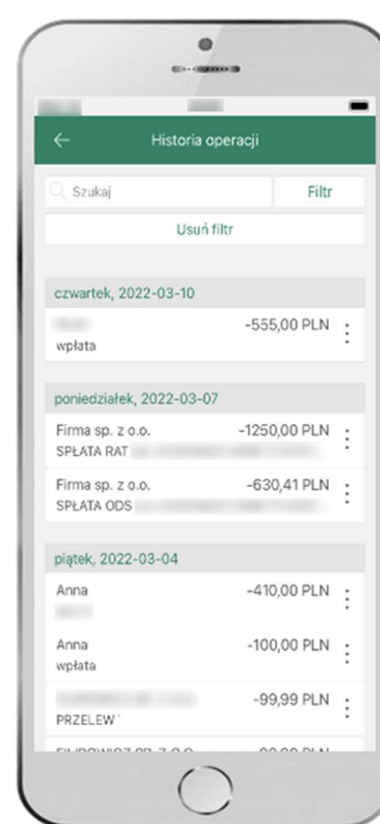 Historia operacji
Szukaj
Filtr
Usuń filtr
czwartek, 2022-03-10
-555,00 PLN
wpłata
poniedziałek, 2022-03-07
Firma sp. z o.o. -1250,00 PLN
SPŁATA RAT
Firma sp. z o.o. -630,41 PLN
SPŁATA ODS
piątek, 2022-03-04
Anna -410,00 PLN
Anna -100,00 PLN
wpłata
-99,99 PLN
PRZELEW